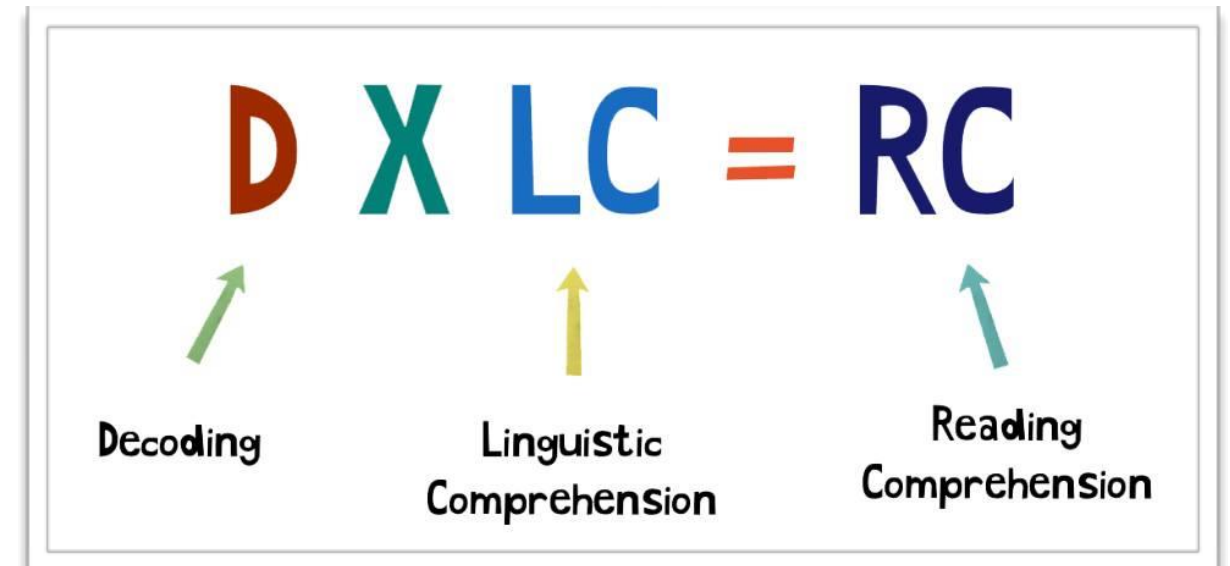 D X LC = RC
Decoding
Linguistic
Comprehension
Reading
Comprehension